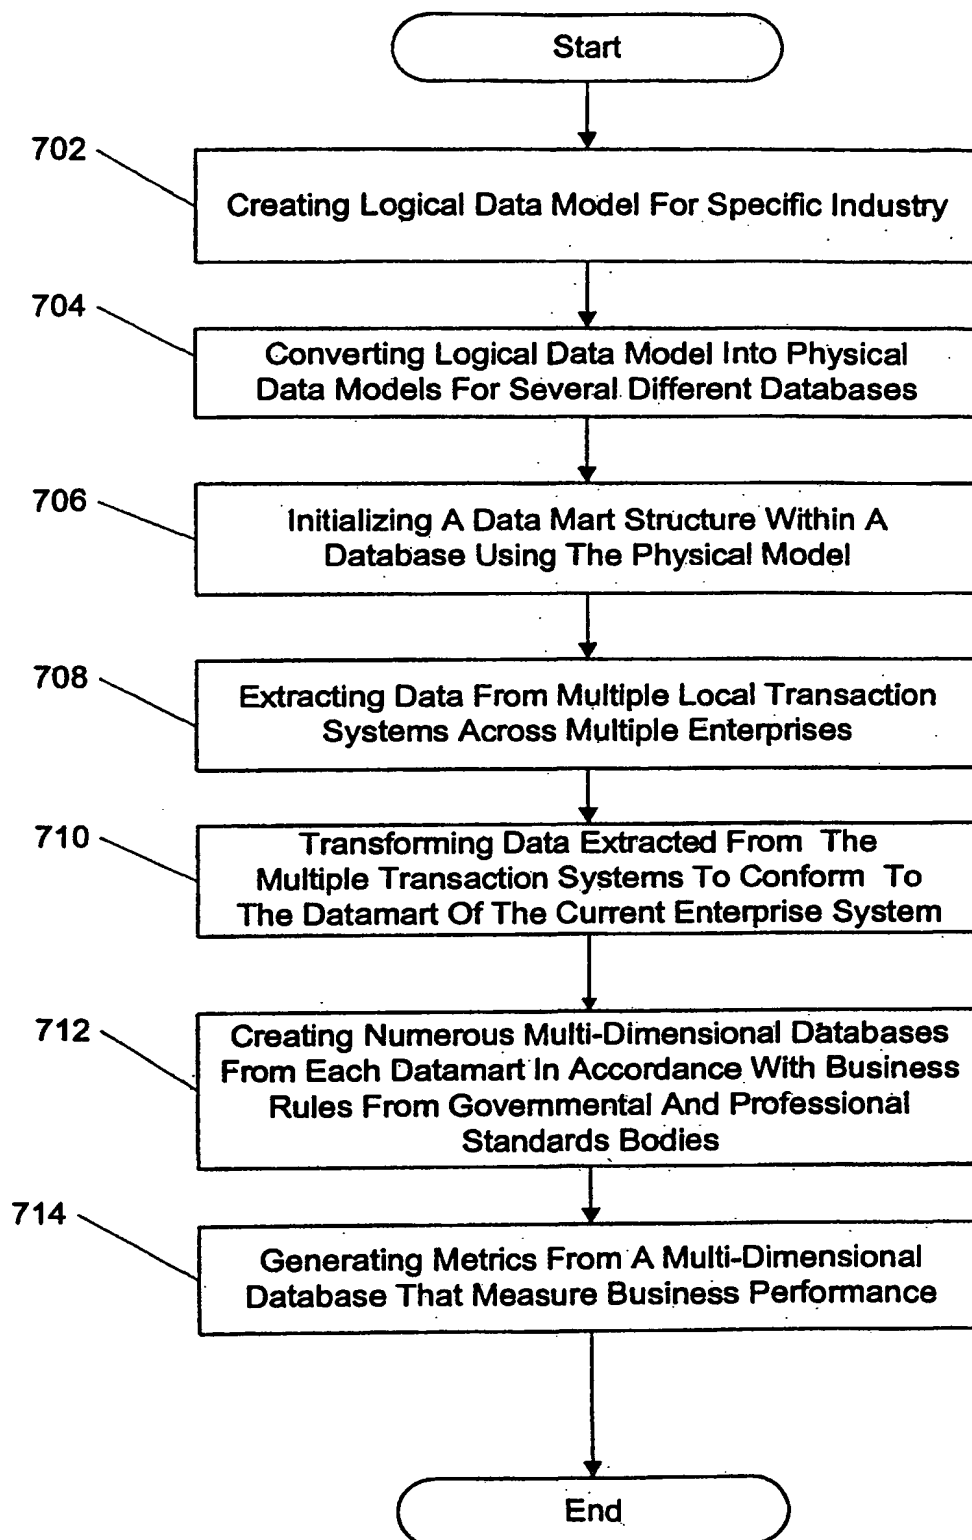 Start
702
Creating Logical Data Model For Specific Industry
704
Converting Logical Data Model Into Physical
Data Models For Several Different Databases
706
Initializing A Data Mart Structure Within A
Database Using The Physical Model
708
Extracting Data From Multiple Local Transaction
Systems Across Multiple Enterprises
710
Transforming Data Extracted From The
Multiple Transaction Systems To Conform To
The Datamart Of The Current Enterprise System
712
Creating Numerous Multi-Dimensional Databases
From Each Datamart In Accordance With Business
Rules From Governmental And Professional
Standards Bodies
714
Generating Metrics From A Multi-Dimensional
Database That Measure Business Performance
End